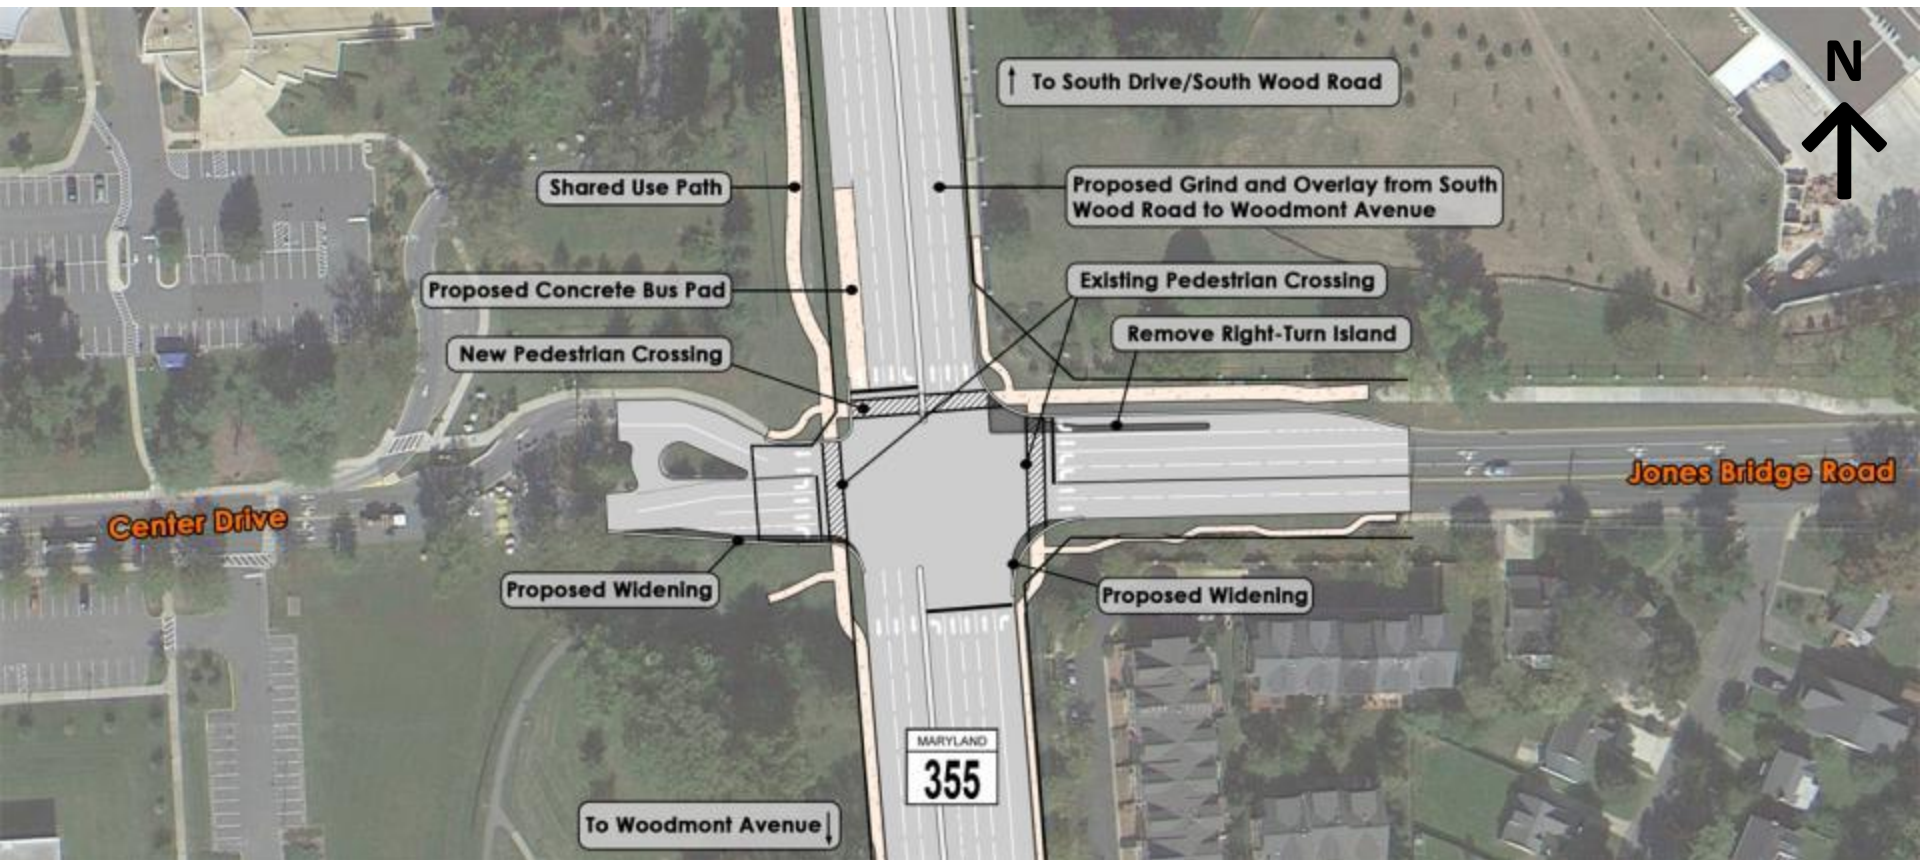 N
↑ To South Drive/South Wood Road
Shared Use Path
Proposed Grind and Overlay from South
Wood Road to Woodmont Avenue
Existing Pedestrian Crossing
Proposed Concrete Bus Pad
Remove Right-Turn Island
New Pedestrian Crossing
Jones Bridge Road
Center Drive
Proposed Widening
Proposed Widening
MARYLAND
355
To Woodmont Avenue↓